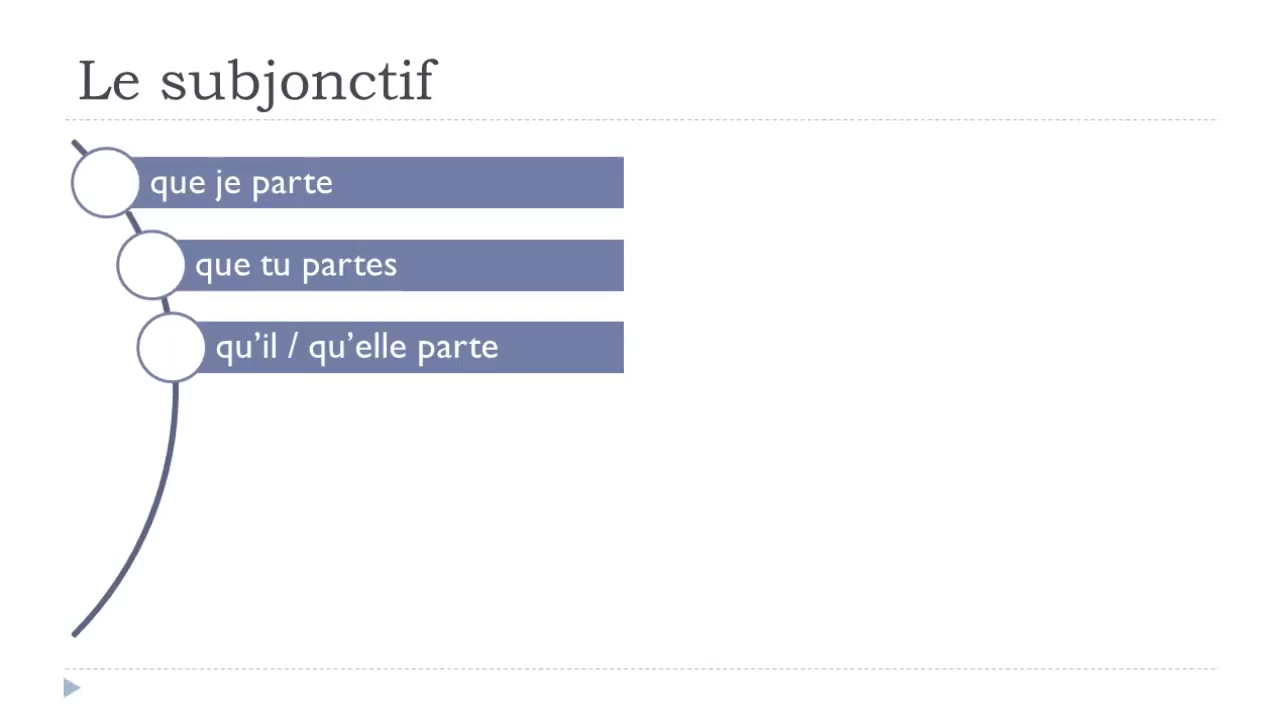 Le subjonctif
que je parte
que tu partes
qu’il / qu’elle parte